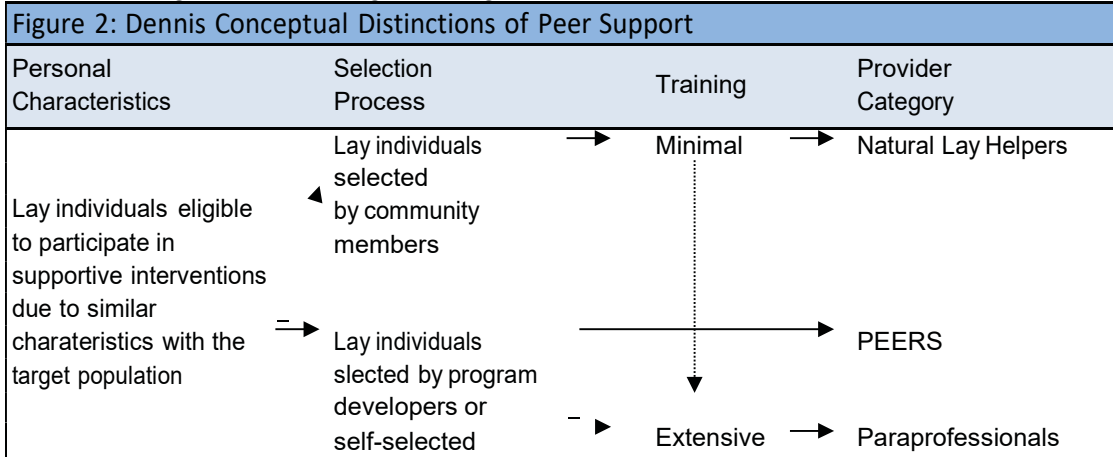 Figure 2: Dennis Conceptual Distinctions of Peer Support
Personal
Characteristics
Selection
Process
Training
Provider
Category
Lay individuals eligible
to participate in
supportive interventions
due to similar
charateristics with the
target population
Lay individuals
selected
by community
members
Minimal
Natural Lay Helpers
Lay individuals
slected by program
developers or
self-selected
PEERS
Extensive
Paraprofessionals